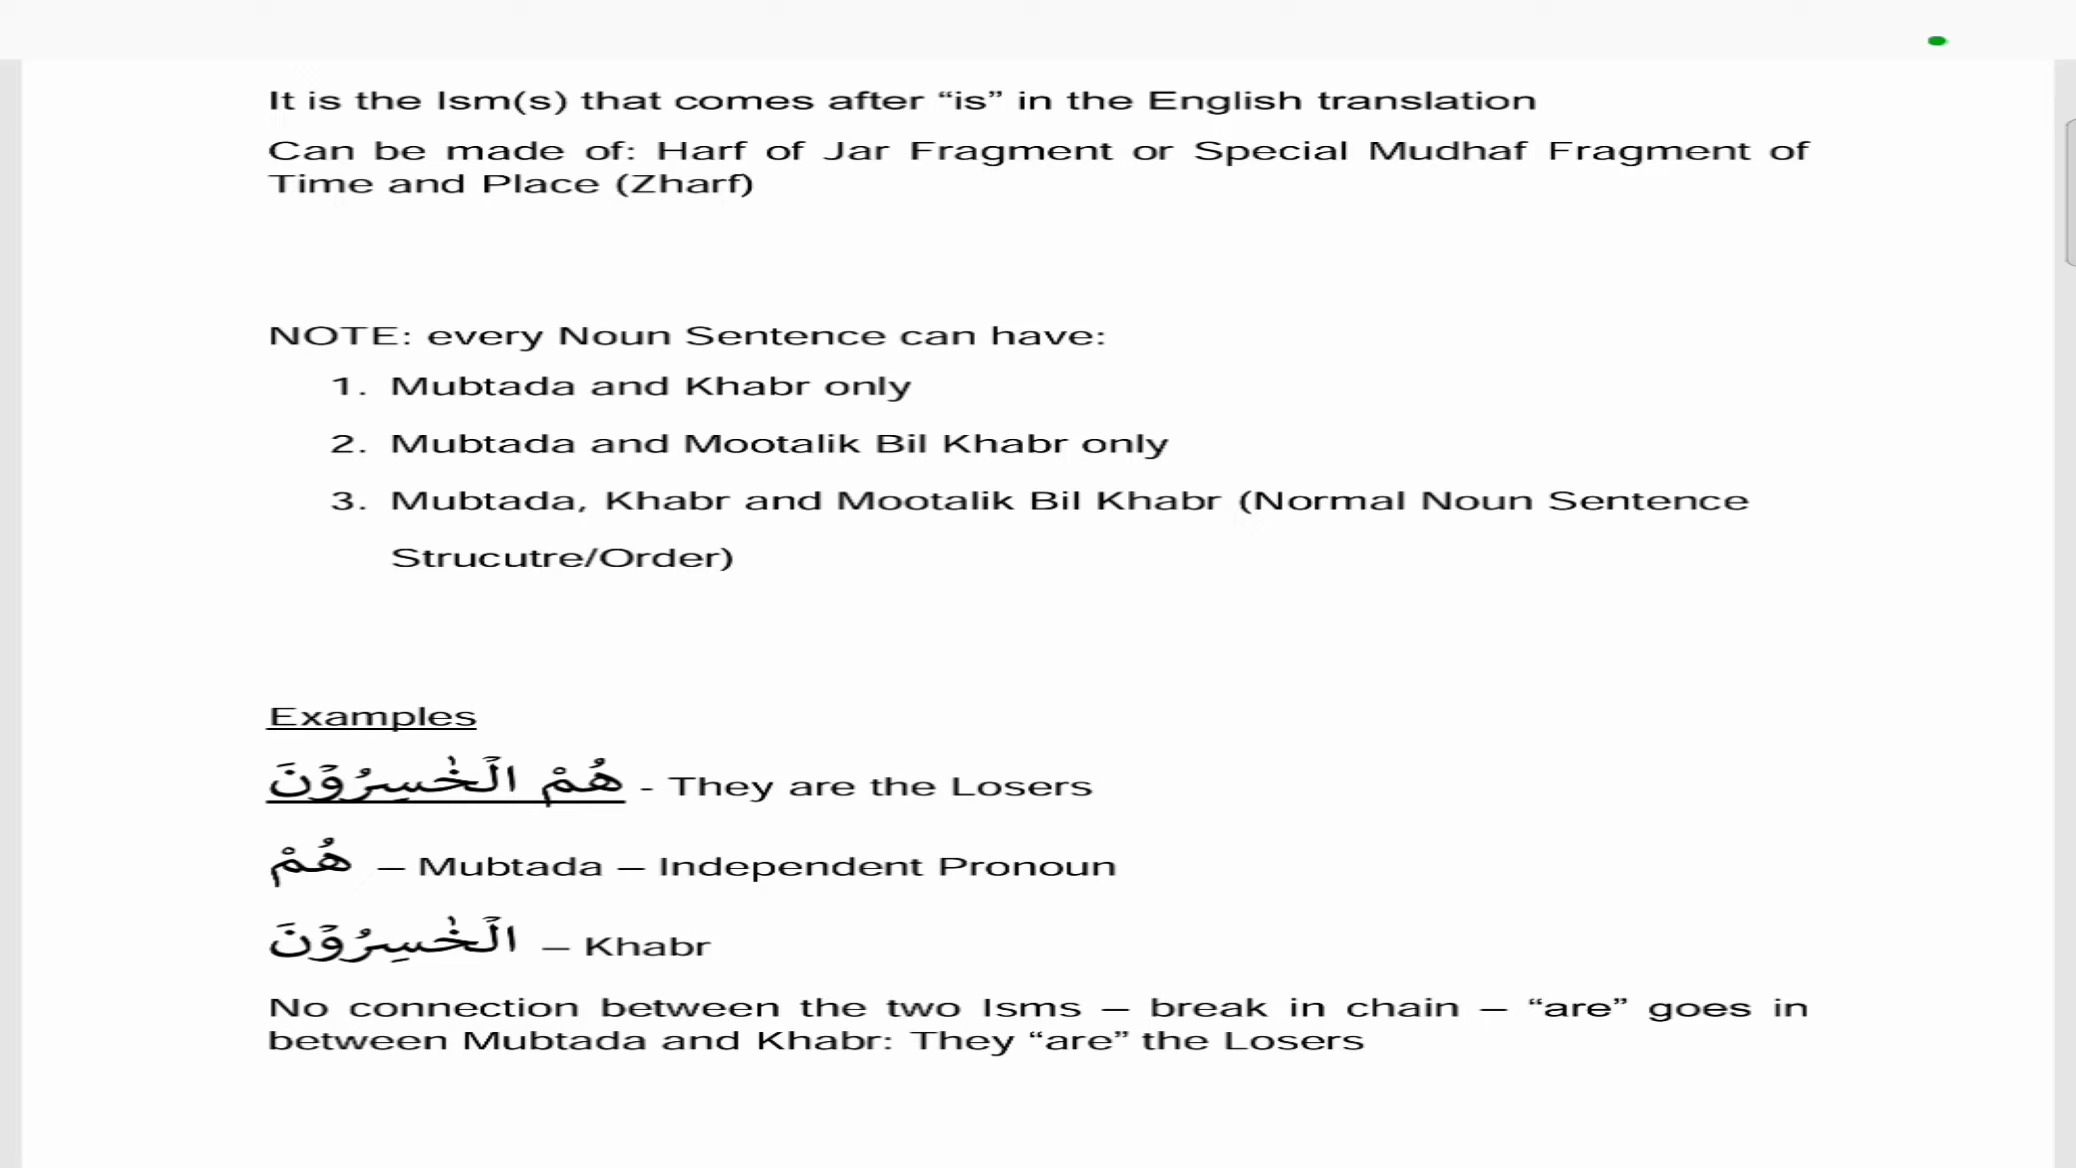 It is the Ism(s) that comes after “is” in the English translation
Can be made of: Harf of Jar Fragment or Special Mudhaf Fragment of
Time and Place (Zharf)
NOTE: every Noun Sentence can have:
1. Mubtada and Khabr only
2. Mubtada and Mootalik Bil Khabr only
3. Mubtada, Khabr and Mootalik Bil Khabr (Normal Noun Sentence
Strucutre/Order)
Examples
هُمْ الْخٰسِرُوْنَ - They are the Losers
هُمْ – Mubtada – Independent Pronoun
الْخٰسِرُوْنَ – Khabr
No connection between the two Isms – break in chain – “are” goes in
between Mubtada and Khabr: They “are” the Losers